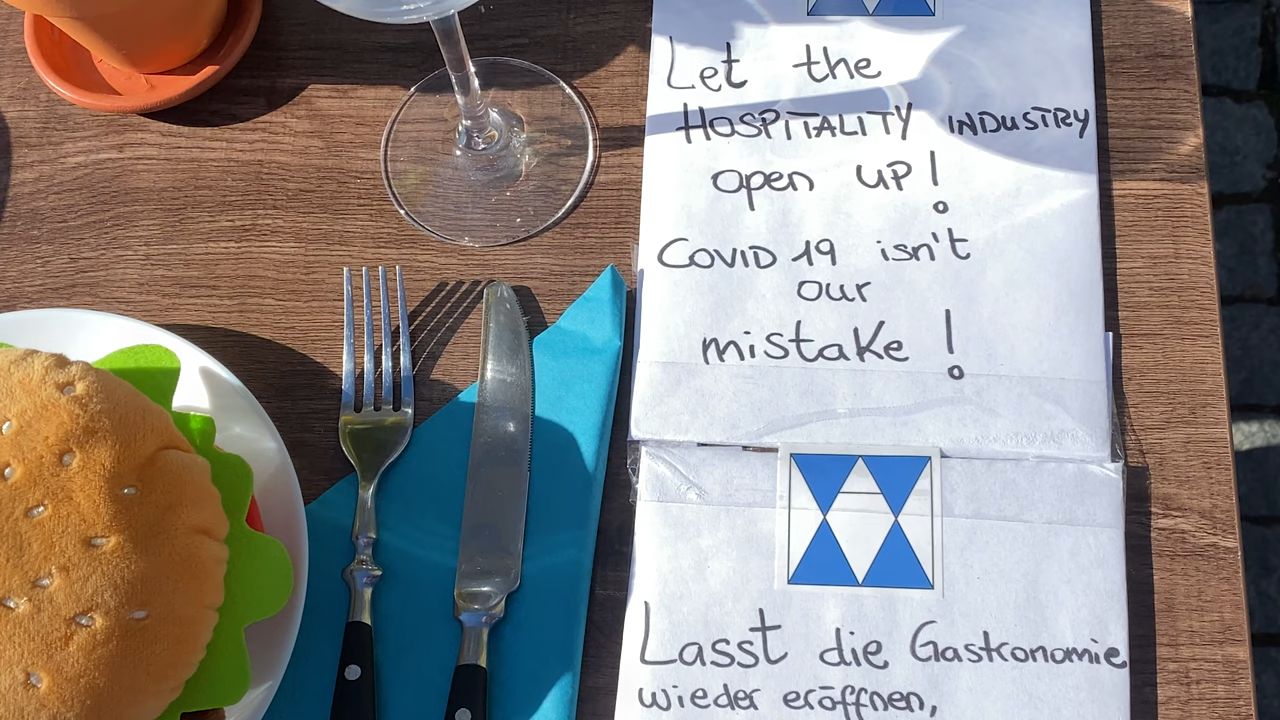 Let the
HOSPITALITY INDUSTRY
open UP!
COVID 19 isn't
our
mistake!
Lasst die Gastronomie
wieder eröffnen,